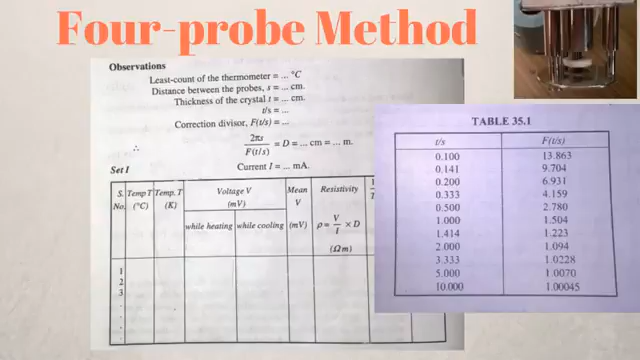 Four-probe Method
Observations
Least-count of the thermometer = ... °C
Distance between the probes, s = ... cm.
Thickness of the crystal t = ... cm.
t/s = ...
Correction divisor, F(t/s) = ...
∴ 2πs / F(t/s) = D = ... cm = ... m.
Set I
Current I = ... mA.
S. No. Temp T (°C) Temp. T (K) Voltage V (mV) Mean V (mV) Resistivity
while heating while cooling
ρ = V/I × D
(Ωm)
1
2
3
.
.
.
.
TABLE 35.1
t/s F(t/s)
0.100 13.863
0.141 9.704
0.200 6.931
0.333 4.159
0.500 2.780
1.000 1.504
1.414 1.223
2.000 1.094
3.333 1.0228
5.000 1.0070
10.000 1.00045